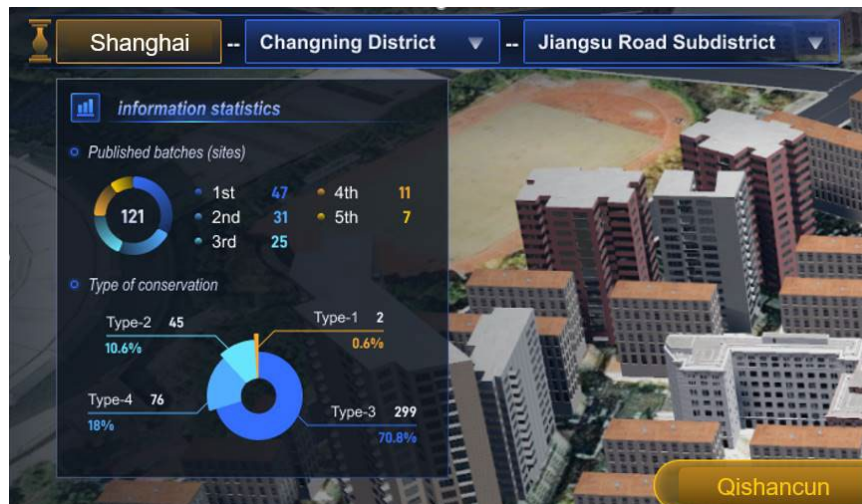 Shanghai -- Changning District -- Jiangsu Road Subdistrict
information statistics
Published batches (sites)
121
1st 47 4th 11
2nd 31 5th 7
3rd 25
Type of conservation
Type-2 45
10.6%
Type-1 2
0.6%
Type-4 76
18%
Type-3 299
70.8%
Qishancun